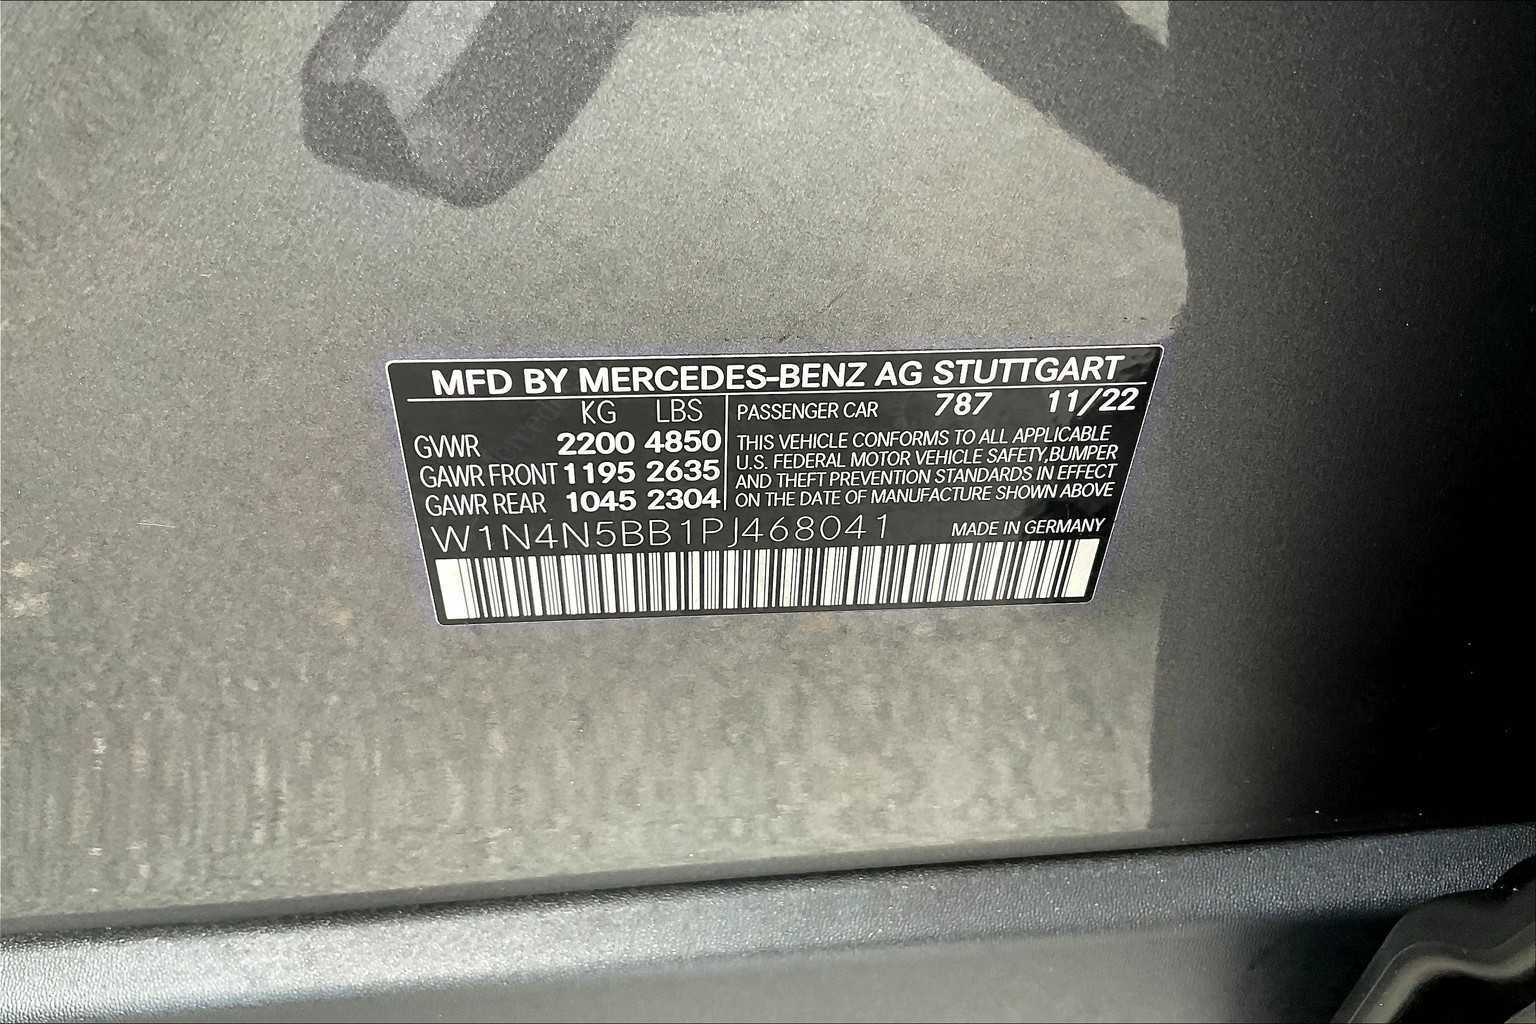 MFD BY MERCEDES-BENZ AG STUTTGART
KG LBS
GVWR 2200 4850
GAWR FRONT 1195 2635
GAWR REAR 1045 2304
PASSENGER CAR 787 11/22
THIS VEHICLE CONFORMS TO ALL APPLICABLE
U.S. FEDERAL MOTOR VEHICLE SAFETY, BUMPER
AND THEFT PREVENTION STANDARDS IN EFFECT
ON THE DATE OF MANUFACTURE SHOWN ABOVE
W1N4N5BB1PJ468041 MADE IN GERMANY